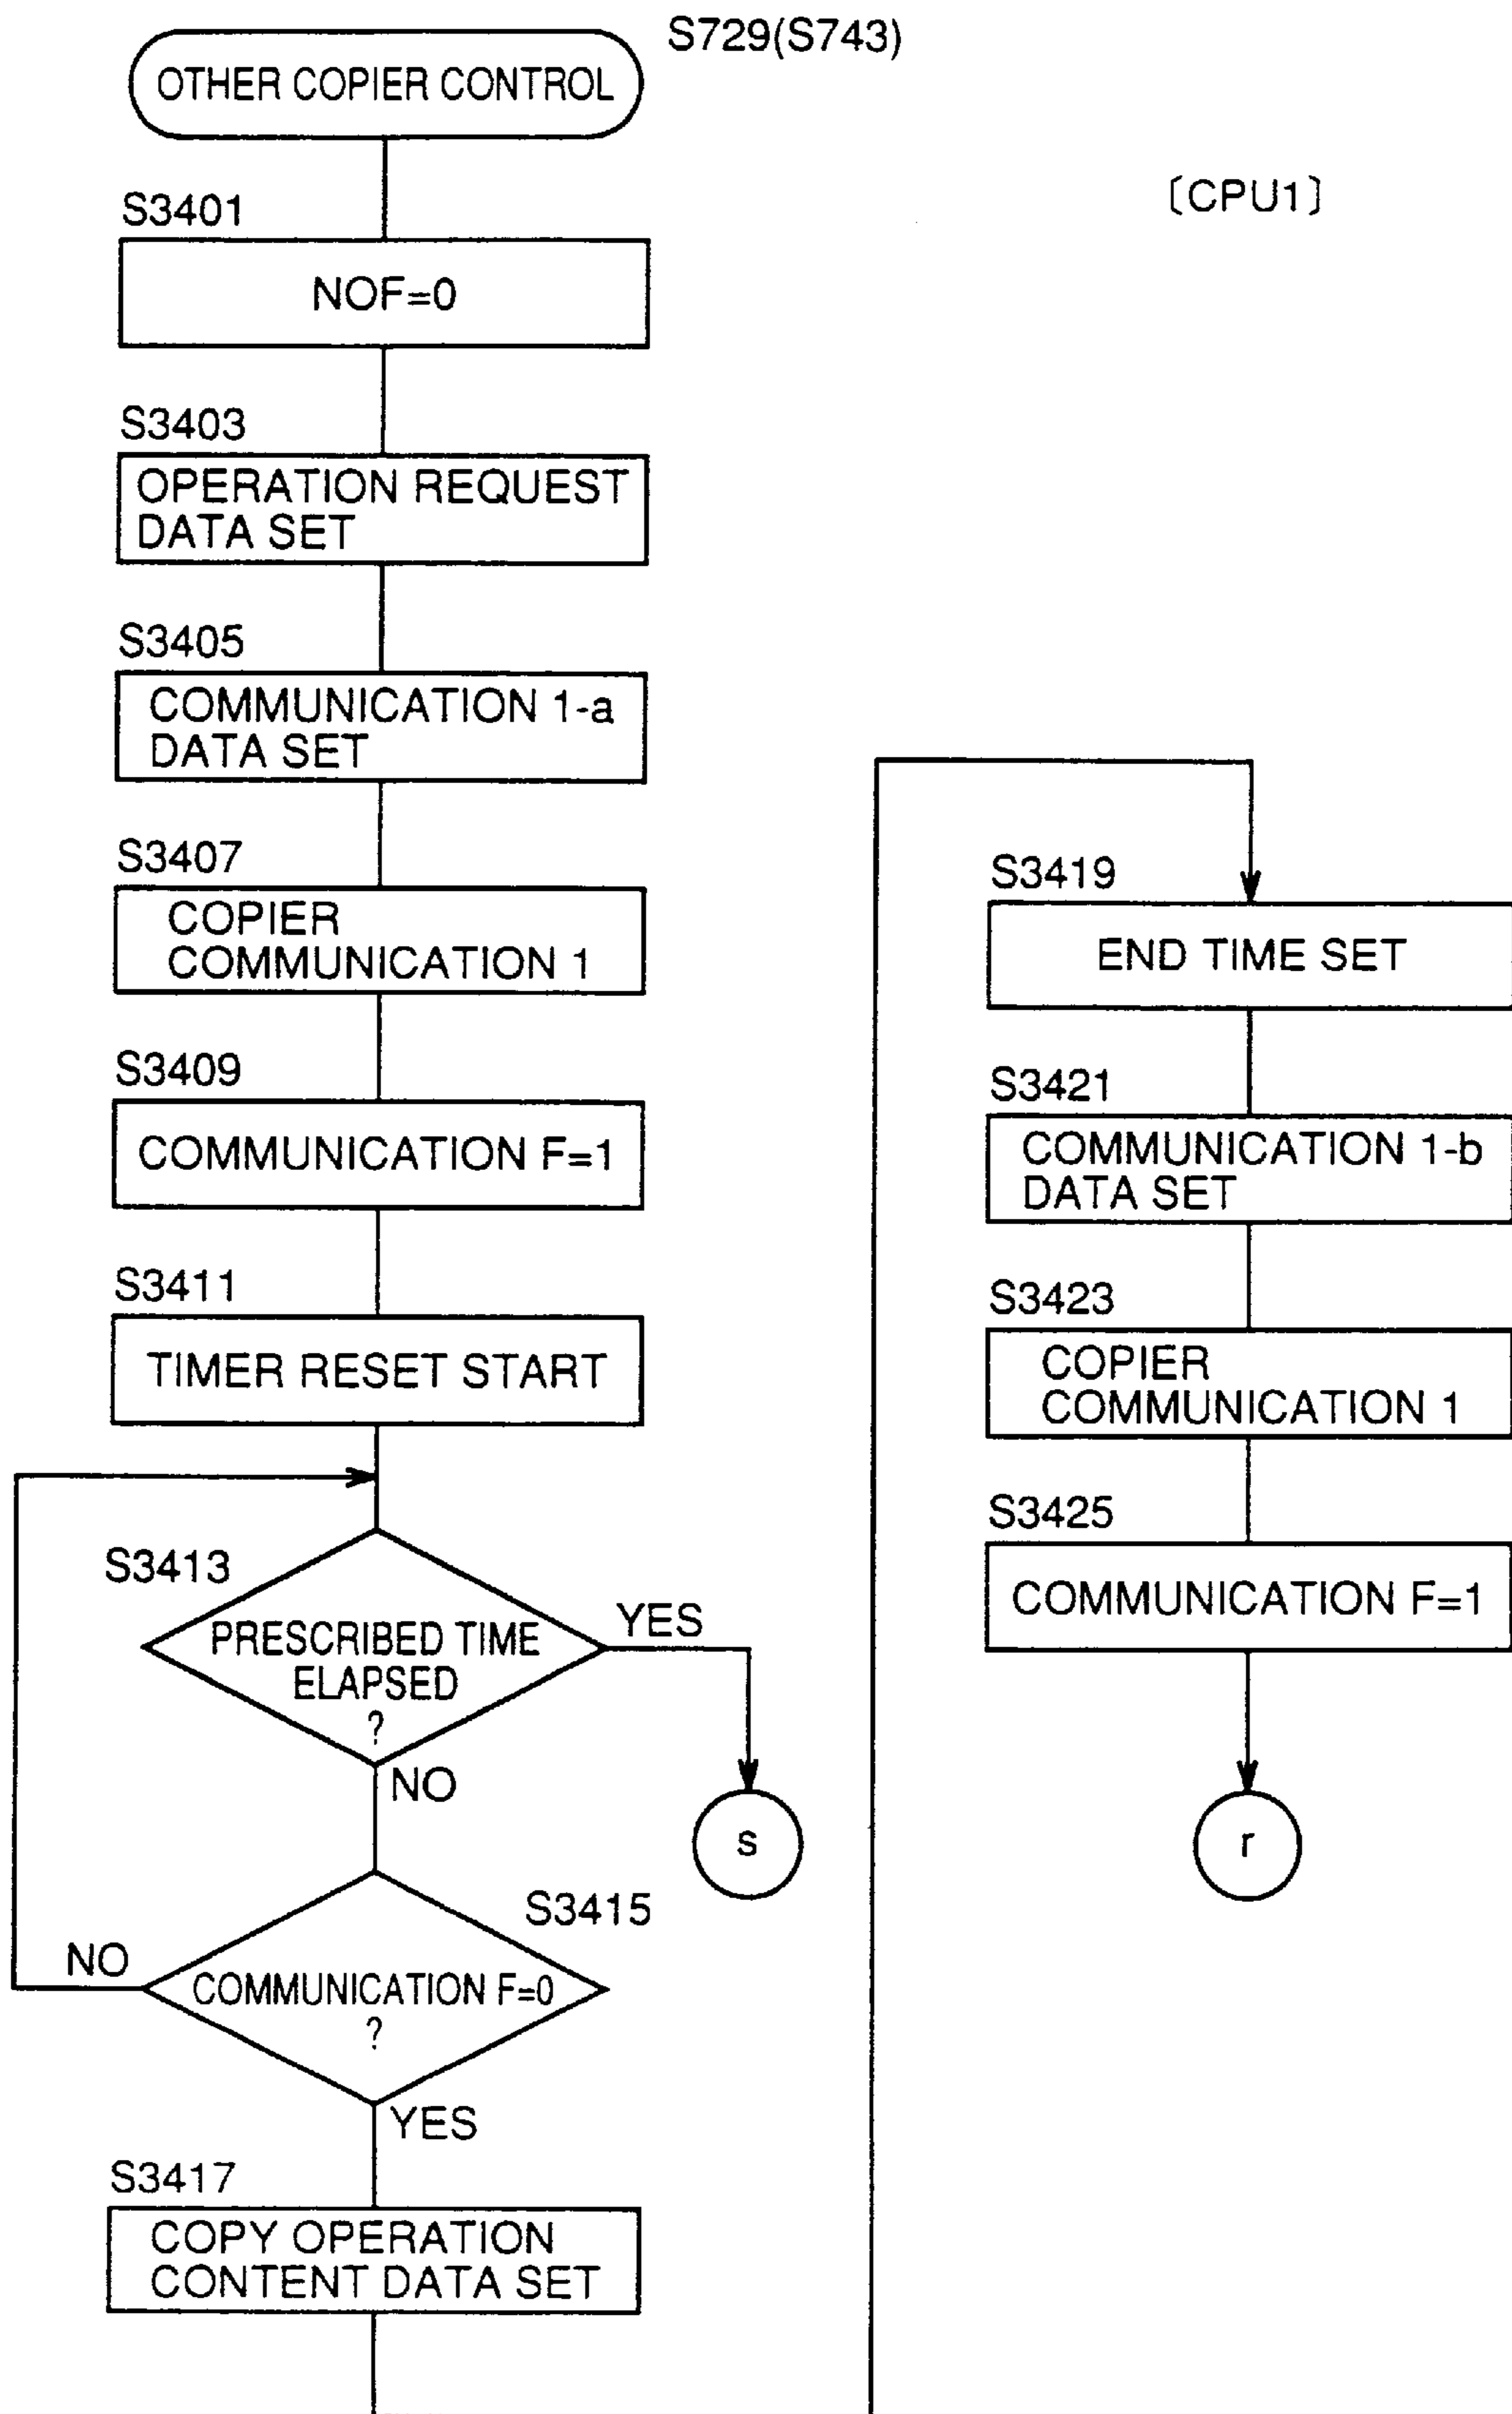 S729(S743)
OTHER COPIER CONTROL
[CPU1]
S3401
NOF=0
S3403
OPERATION REQUEST
DATA SET
S3405
COMMUNICATION 1-a
DATA SET
S3407
COPIER
COMMUNICATION 1
S3409
COMMUNICATION F=1
S3411
TIMER RESET START
S3413
PRESCRIBED TIME
ELAPSED
?
YES
s
NO
S3415
COMMUNICATION F=0
?
NO
YES
S3417
COPY OPERATION
CONTENT DATA SET
S3419
END TIME SET
S3421
COMMUNICATION 1-b
DATA SET
S3423
COPIER
COMMUNICATION 1
S3425
COMMUNICATION F=1
r